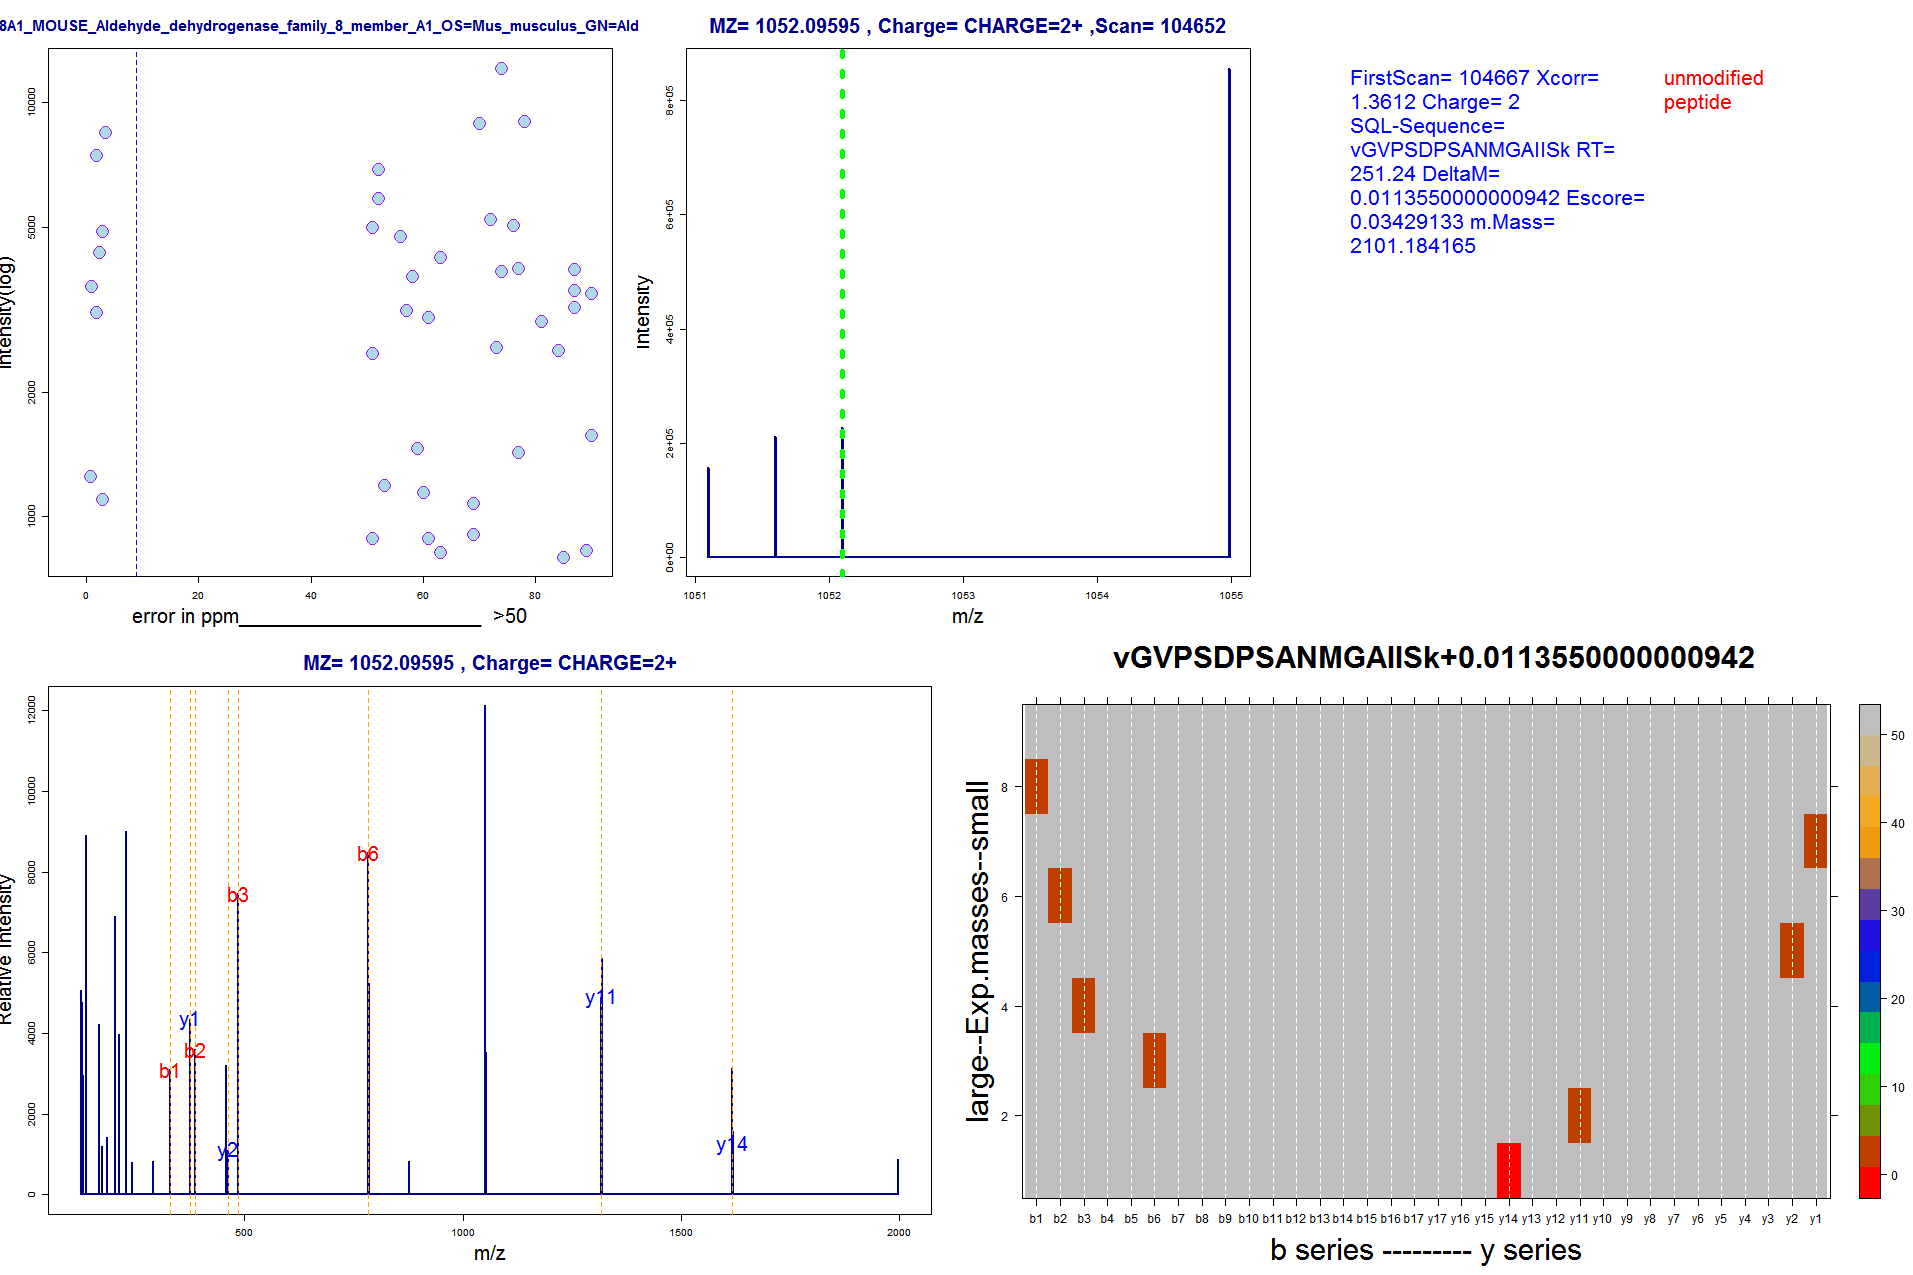 8A1_MOUSE_Aldehyde_dehydrogenase_family_8_member_A1_OS=Mus_musculus_GN=Ald
Intensity(log)
10000
5000
2000
1000
0 20 40 60 80
error in ppm______________________ >50
MZ= 1052.09595 , Charge= CHARGE=2+ ,Scan= 104652
Intensity
8e+05
6e+05
4e+05
2e+05
0e+00
1051 1052 1053 1054 1055
m/z
FirstScan= 104667 Xcorr=
1.3612 Charge= 2
SQL-Sequence=
vGVPSDPSANMGAIISk RT=
251.24 DeltaM=
0.0113550000000942 Escore=
0.03429133 m.Mass=
2101.184165
unmodified
peptide
MZ= 1052.09595 , Charge= CHARGE=2+
Relative Intensity
12000
10000
8000
6000
4000
2000
0
b6
b3
y11
y1
b2
b1
y2
y14
500 1000 1500 2000
m/z
vGVPSDPSANMGAIISk+0.0113550000000942
large--Exp.masses--small
8
6
4
2
b1 b2 b3 b4 b5 b6 b7 b8 b9 b10 b11 b12 b13 b14 b15 b16 b17 y17 y16 y15 y14 y13 y12 y11 y10 y9 y8 y7 y6 y5 y4 y3 y2 y1
b series --------- y series
50
40
30
20
10
0